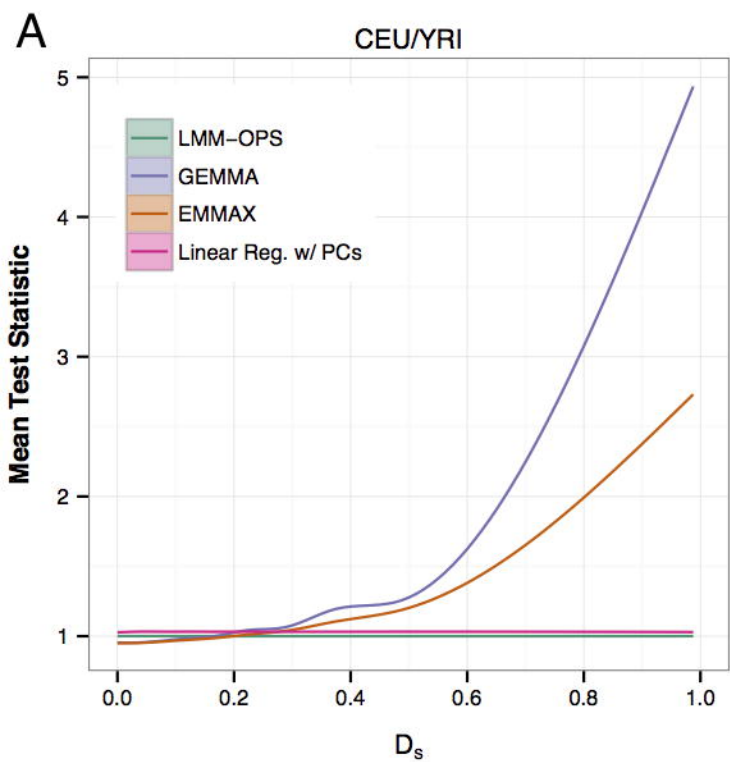 A
CEU/YRI
5
4
3
2
1
LMM−OPS
GEMMA
EMMAX
Linear Reg. w/ PCs
Mean Test Statistic
0.0 0.2 0.4 0.6 0.8 1.0
Ds